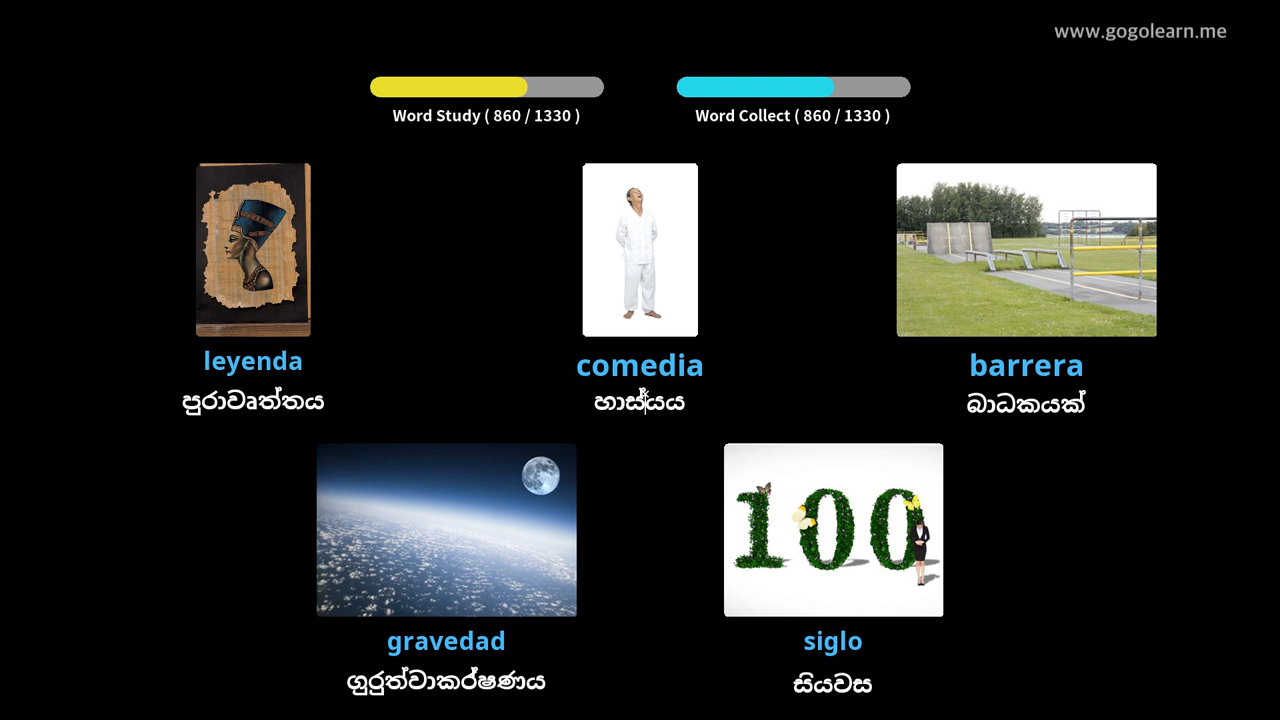 www.gogolearn.me
Word Study ( 860 / 1330 )
Word Collect ( 860 / 1330 )
leyenda
පුරාවෘත්තය
comedia
හාස්‍යය
barrera
බාධකයක්
gravedad
ගුරුත්වාකර්ෂණය
siglo
සියවස
100